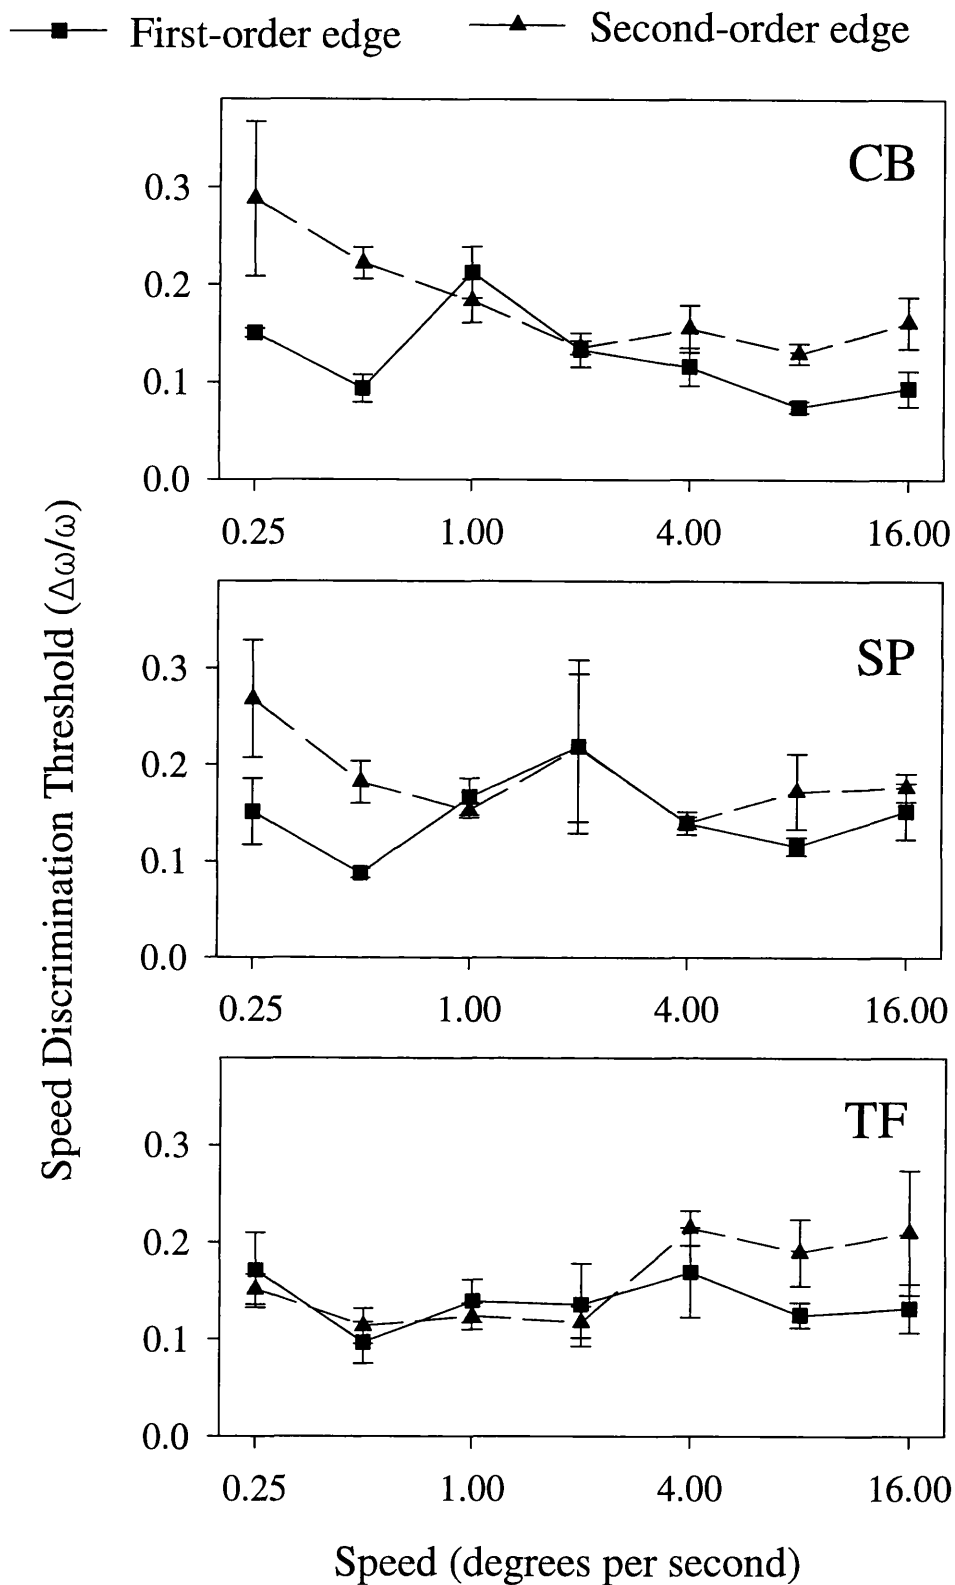 First-order edge Second-order edge
CB
0.3
0.2
0.1
0.0
0.25 1.00 4.00 16.00
SP
0.3
0.2
0.1
0.0
0.25 1.00 4.00 16.00
TF
0.3
0.2
0.1
0.0
0.25 1.00 4.00 16.00
Speed Discrimination Threshold (Δω/ω)
Speed (degrees per second)